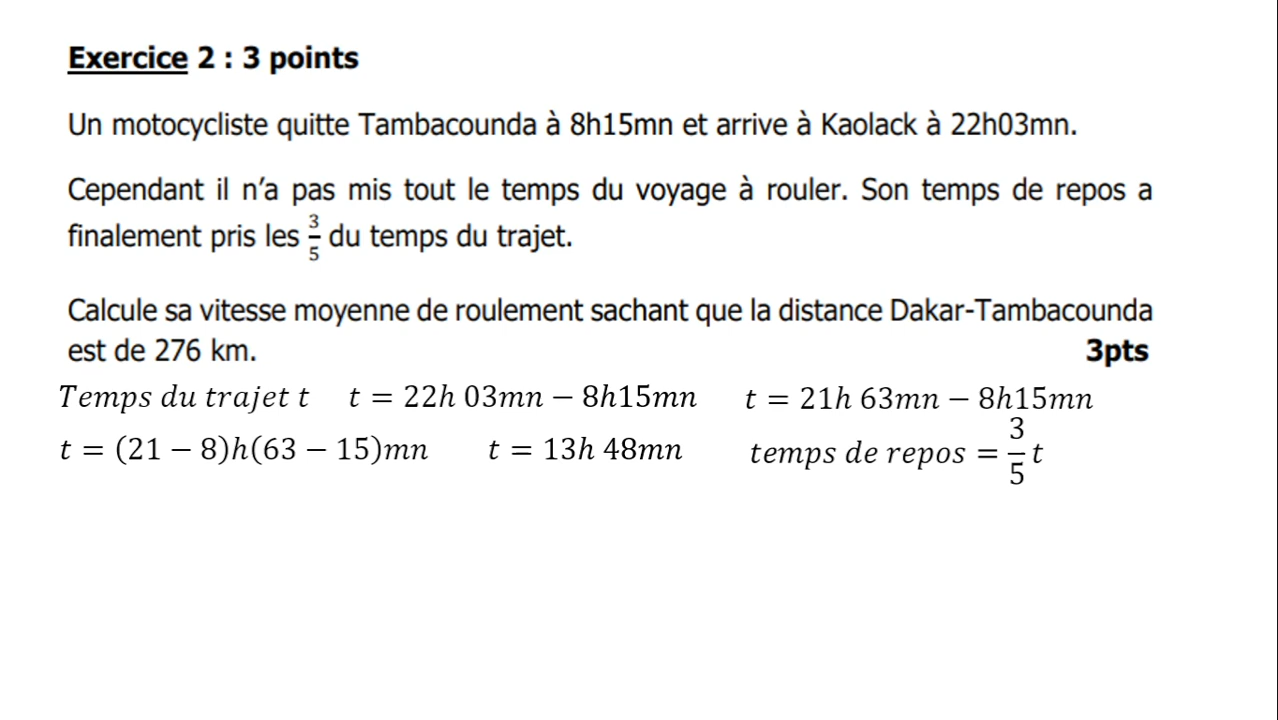 Exercice 2 : 3 points
Un motocycliste quitte Tambacounda à 8h15mn et arrive à Kaolack à 22h03mn.
Cependant il n'a pas mis tout le temps du voyage à rouler. Son temps de repos a
finalement pris les 3/5 du temps du trajet.
Calcule sa vitesse moyenne de roulement sachant que la distance Dakar-Tambacounda
est de 276 km. 3pts
Temps du trajet t t = 22h 03mn − 8h15mn t = 21h 63mn − 8h15mn
t = (21 − 8)h(63 − 15)mn t = 13h 48mn temps de repos = 3/5 t